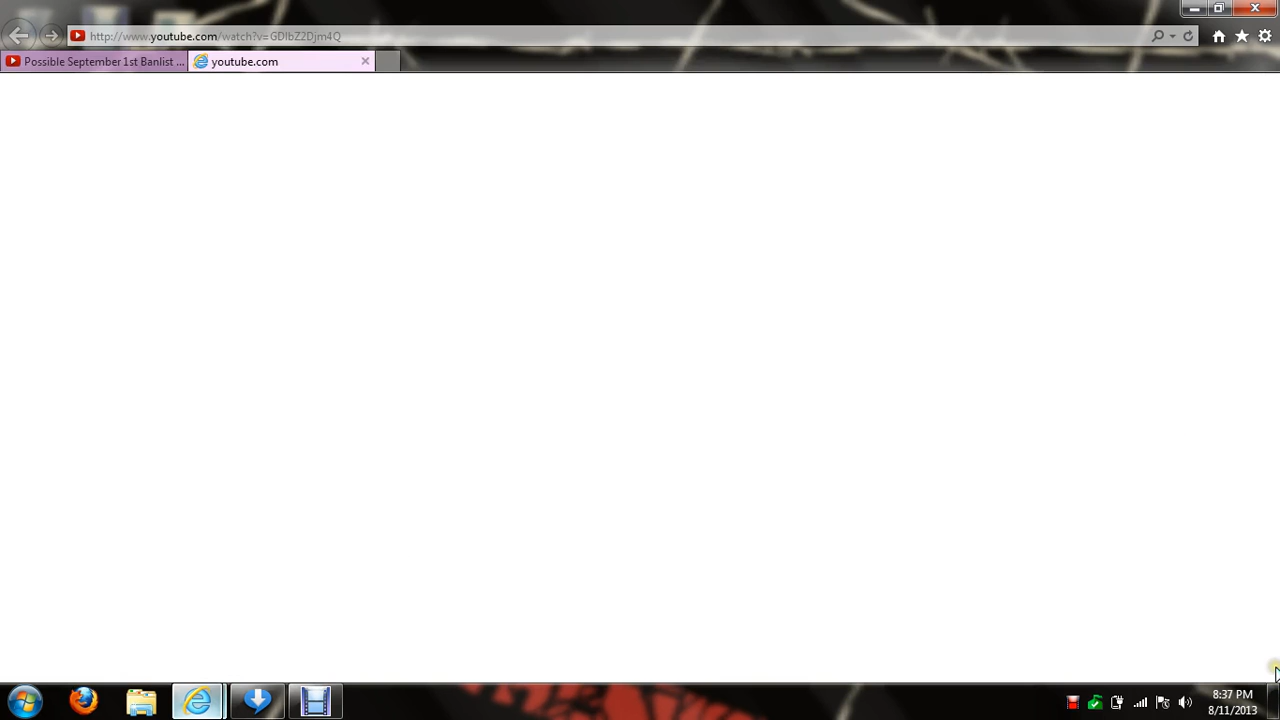 http://www.youtube.com/watch?v=GDIbZ2Djm4Q
Possible September 1st Banlist ...
youtube.com
8:37 PM
8/11/2013